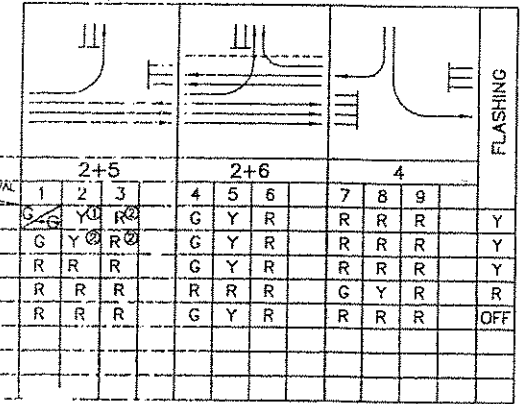 FLASHING
2+5 2+6 4
1 2 3 4 5 6 7 8 9
G G Y① R② G Y R R R R Y
G Y② R② G Y R R R R Y
R R R G Y R R R R Y
R R R R R R G Y R R
R R R G Y R R R R OFF